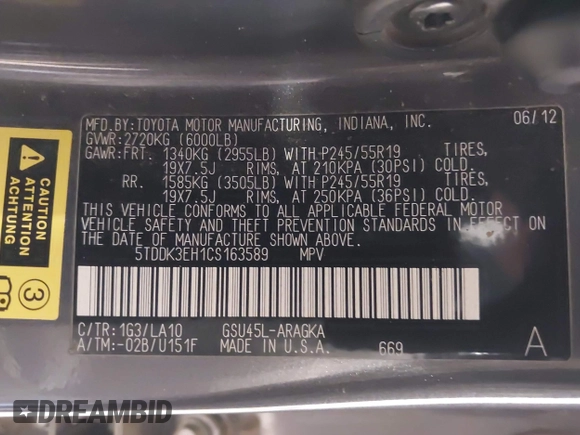 MFD.BY:TOYOTA MOTOR MANUFACTURING, INDIANA, INC. 06/12
GVWR:2720KG (6000LB)
GAWR:FRT. 1340KG (2955LB) WITH P245/55R19 TIRES,
19X7.5J RIMS, AT 210KPA (30PSI) COLD.
RR. 1585KG (3505LB) WITH P245/55R19 TIRES,
19X7.5J RIMS, AT 250KPA (36PSI) COLD.
THIS VEHICLE CONFORMS TO ALL APPLICABLE FEDERAL MOTOR
VEHICLE SAFETY AND THEFT PREVENTION STANDARDS IN
EFFECT ON THE DATE OF MANUFACTURE SHOWN ABOVE.
5TDDK3EH1CS163589 MPV
C/TR:1G3/LA10 GSU45L-ARAGKA
A/TM:-02B/U151F MADE IN U.S.A. 669 A
CAUTION
ATTENTION
ACHTUNG
3
DREAMBID